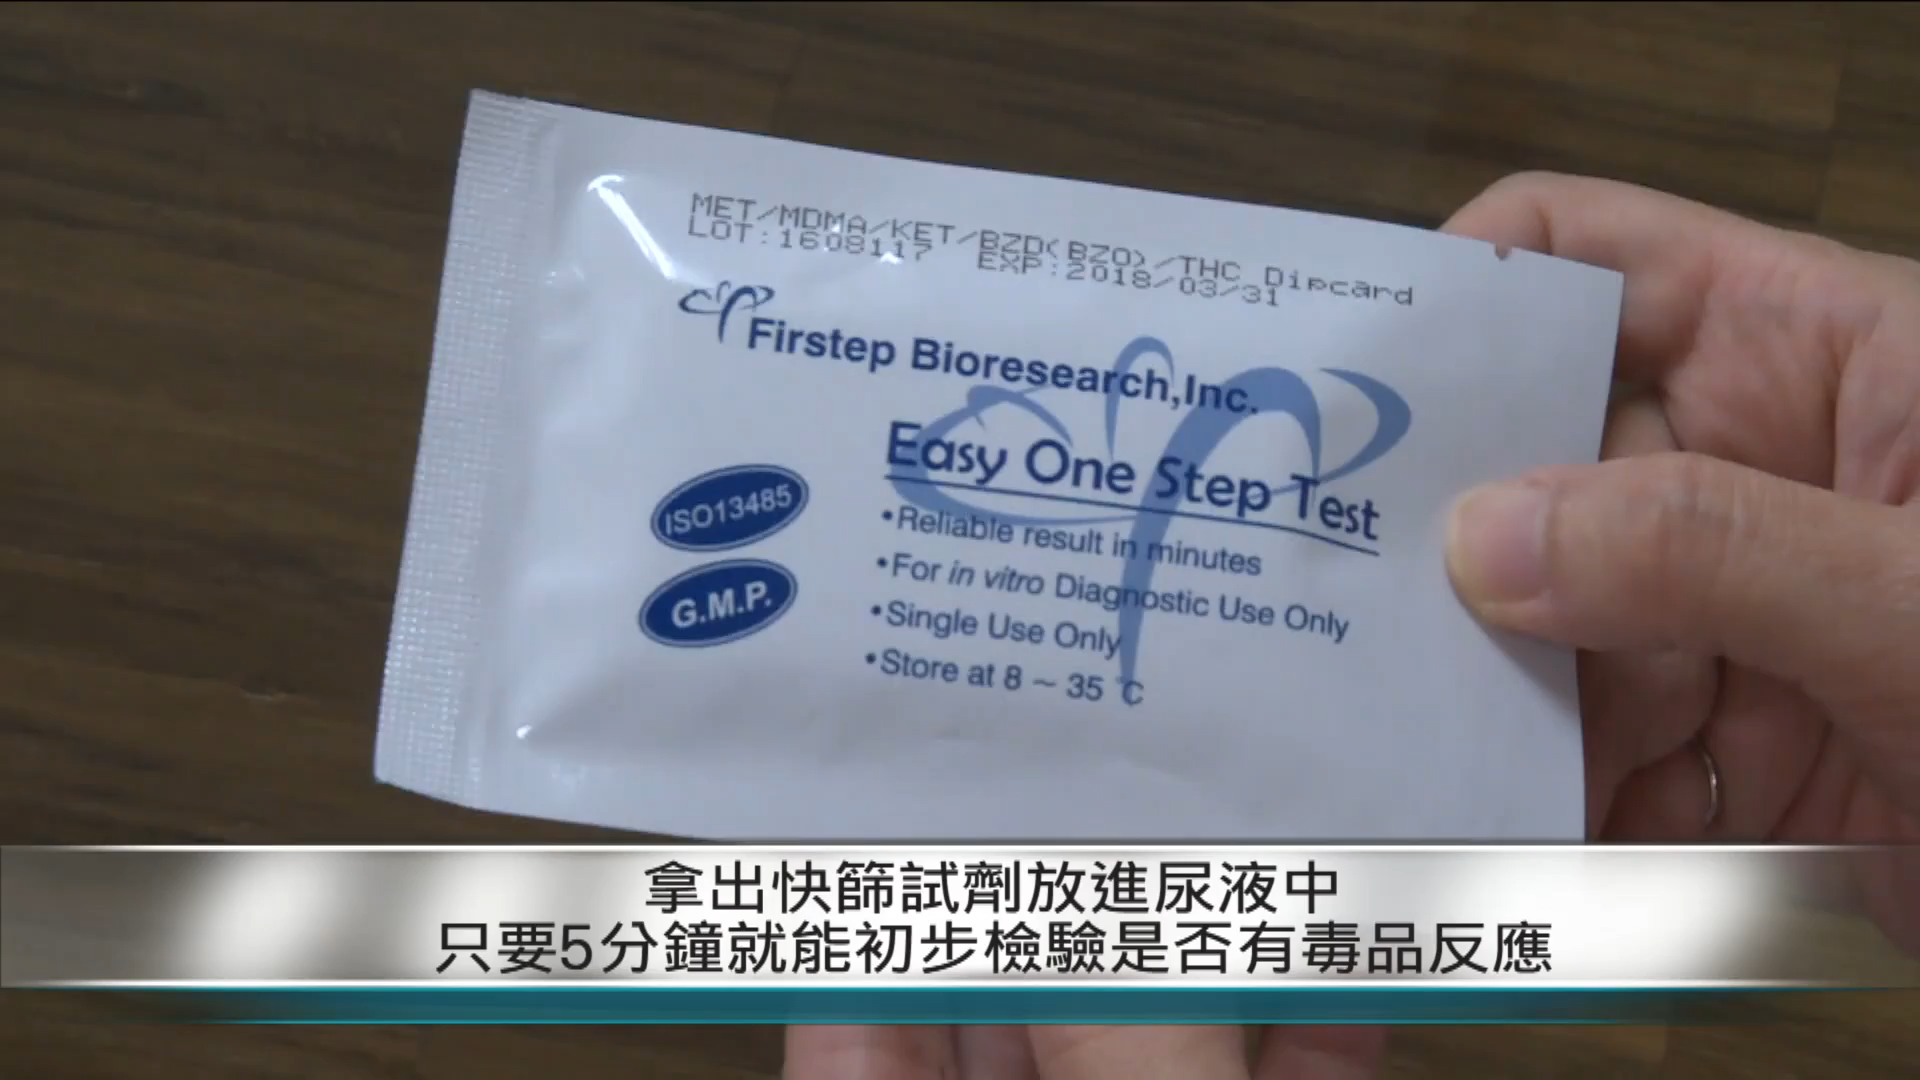 MET/MDMA/KET/BZD(BZO)/THC Dipcard
LOT:1608117 EXP:2018/03/31
Firstep Bioresearch,Inc.
Easy One Step Test
ISO13485
G.M.P.
•Reliable result in minutes
•For in vitro Diagnostic Use Only
•Single Use Only
•Store at 8 ~ 35 ℃
拿出快篩試劑放進尿液中
只要5分鐘就能初步檢驗是否有毒品反應